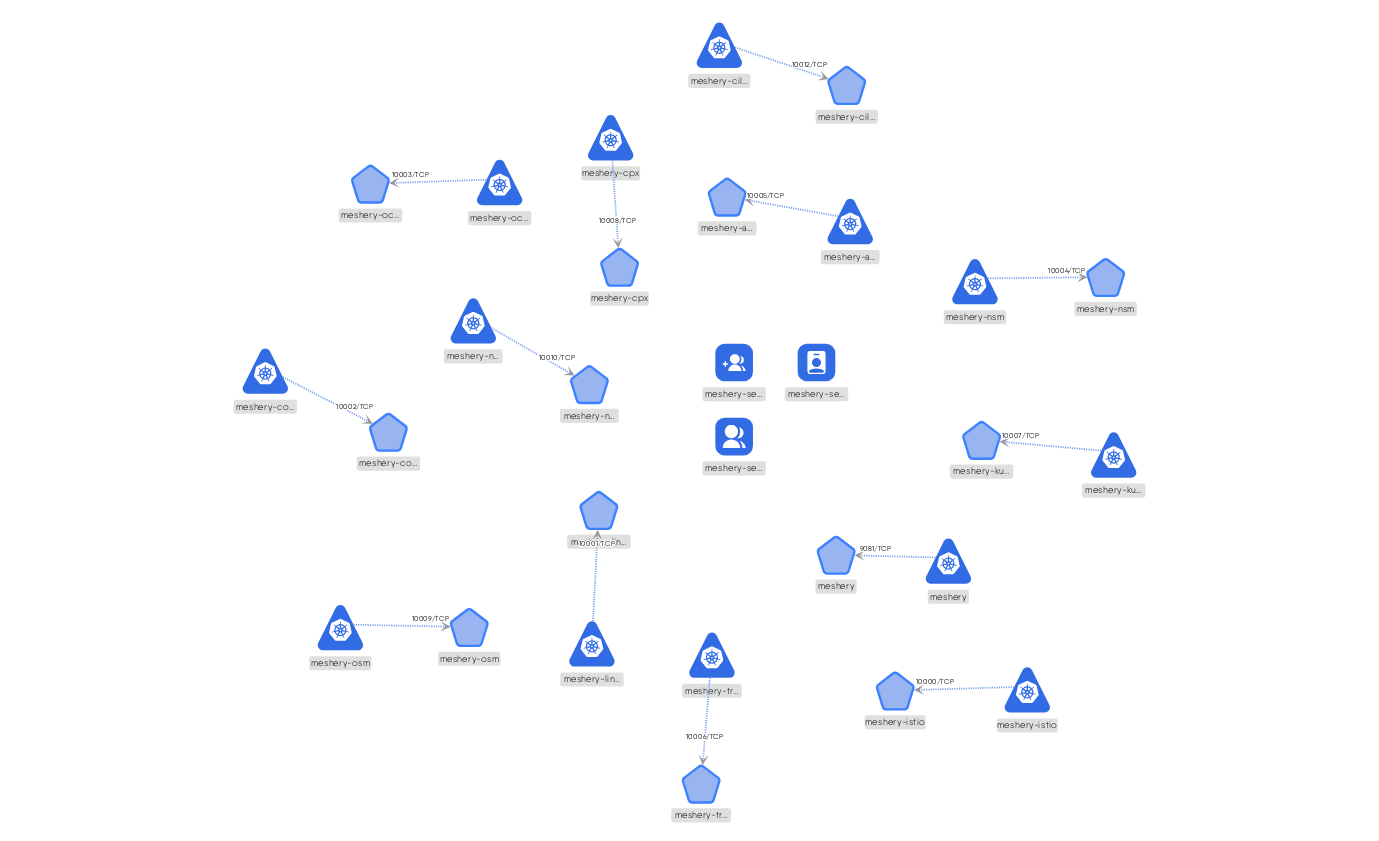 10012/TCP
meshery-cil...
meshery-cil...
10003/TCP
meshery-oc...
meshery-oc...
meshery-cpx
10008/TCP
meshery-cpx
10005/TCP
meshery-a...
meshery-a...
10004/TCP
meshery-nsm
meshery-nsm
meshery-n...
10010/TCP
meshery-n...
meshery-co...
10002/TCP
meshery-co...
meshery-se...
meshery-se...
meshery-se...
10007/TCP
meshery-ku...
meshery-ku...
10001/TCP
meshery-lin...
9081/TCP
meshery
meshery
10009/TCP
meshery-osm
meshery-osm
meshery-tr...
10006/TCP
meshery-tr...
10000/TCP
meshery-istio
meshery-istio